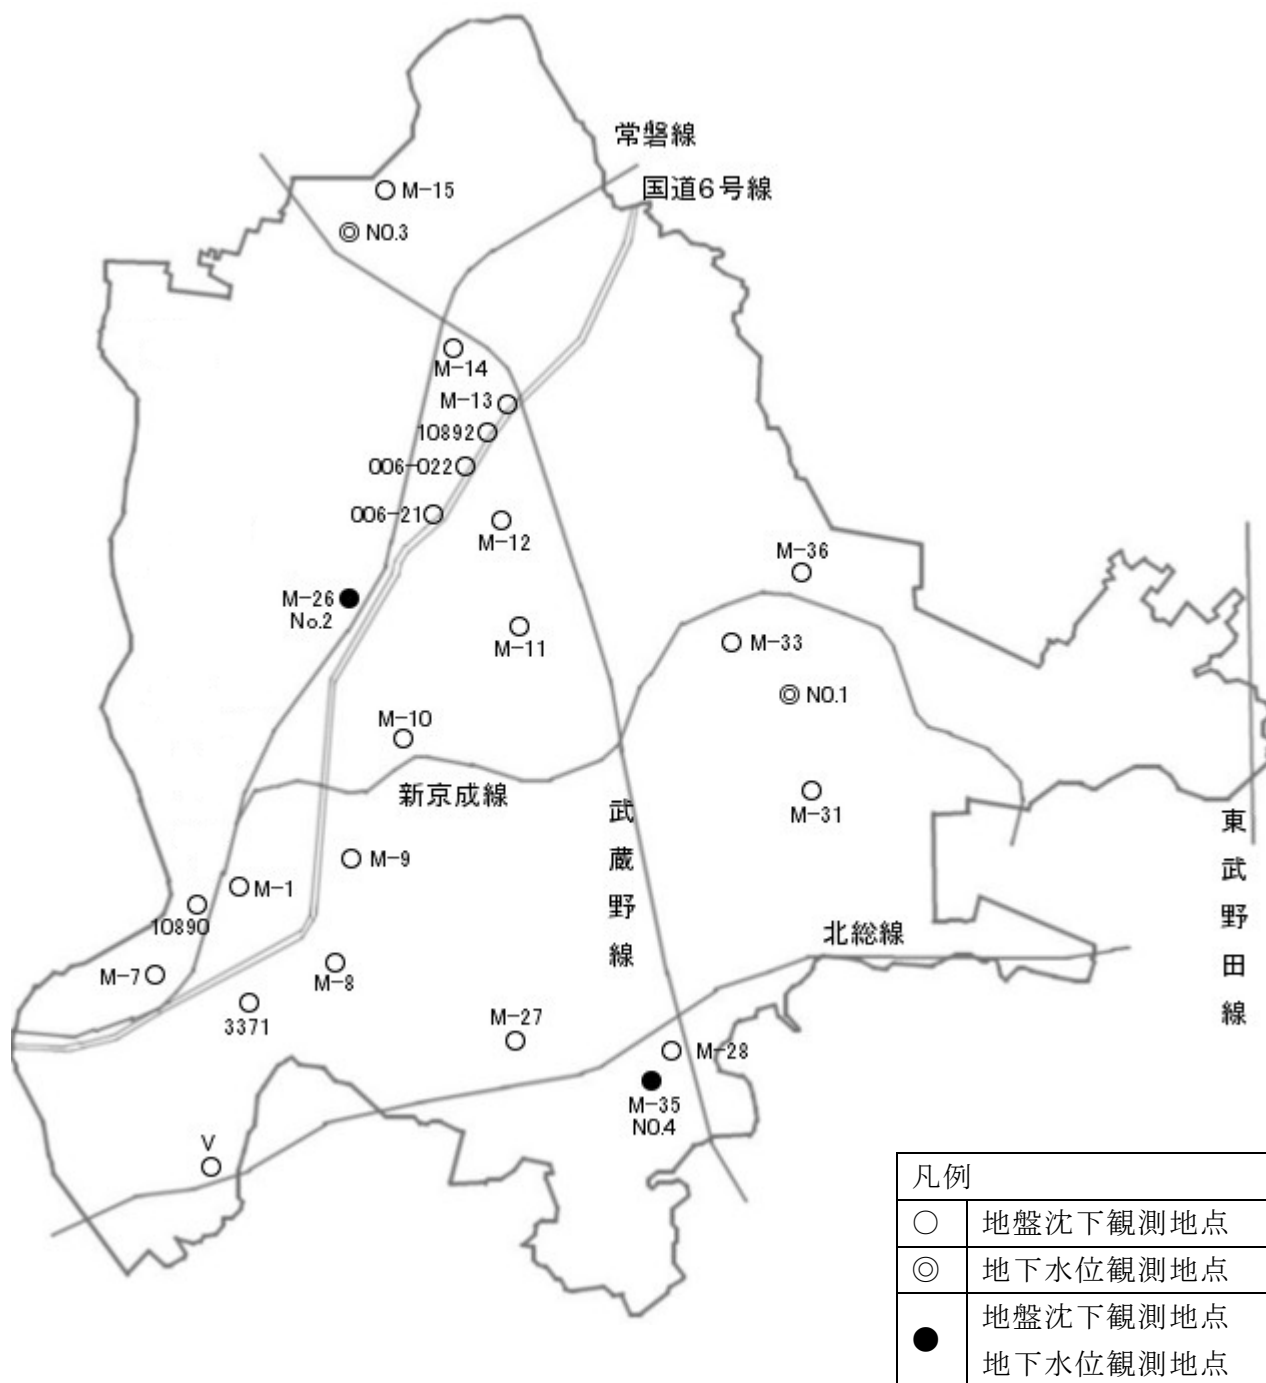 常磐線
国道6号線
M-15
NO.3
M-14
M-13
10892
006-022
006-21
M-12
M-36
M-26
No.2
M-11
M-33
NO.1
M-10
新京成線
武蔵野線
M-31
東武野田線
M-9
M-1
10890
北総線
M-7
M-8
3371
M-27
M-28
M-35
NO.4
V
凡例
○ 地盤沈下観測地点
◎ 地下水位観測地点
● 地盤沈下観測地点
地下水位観測地点